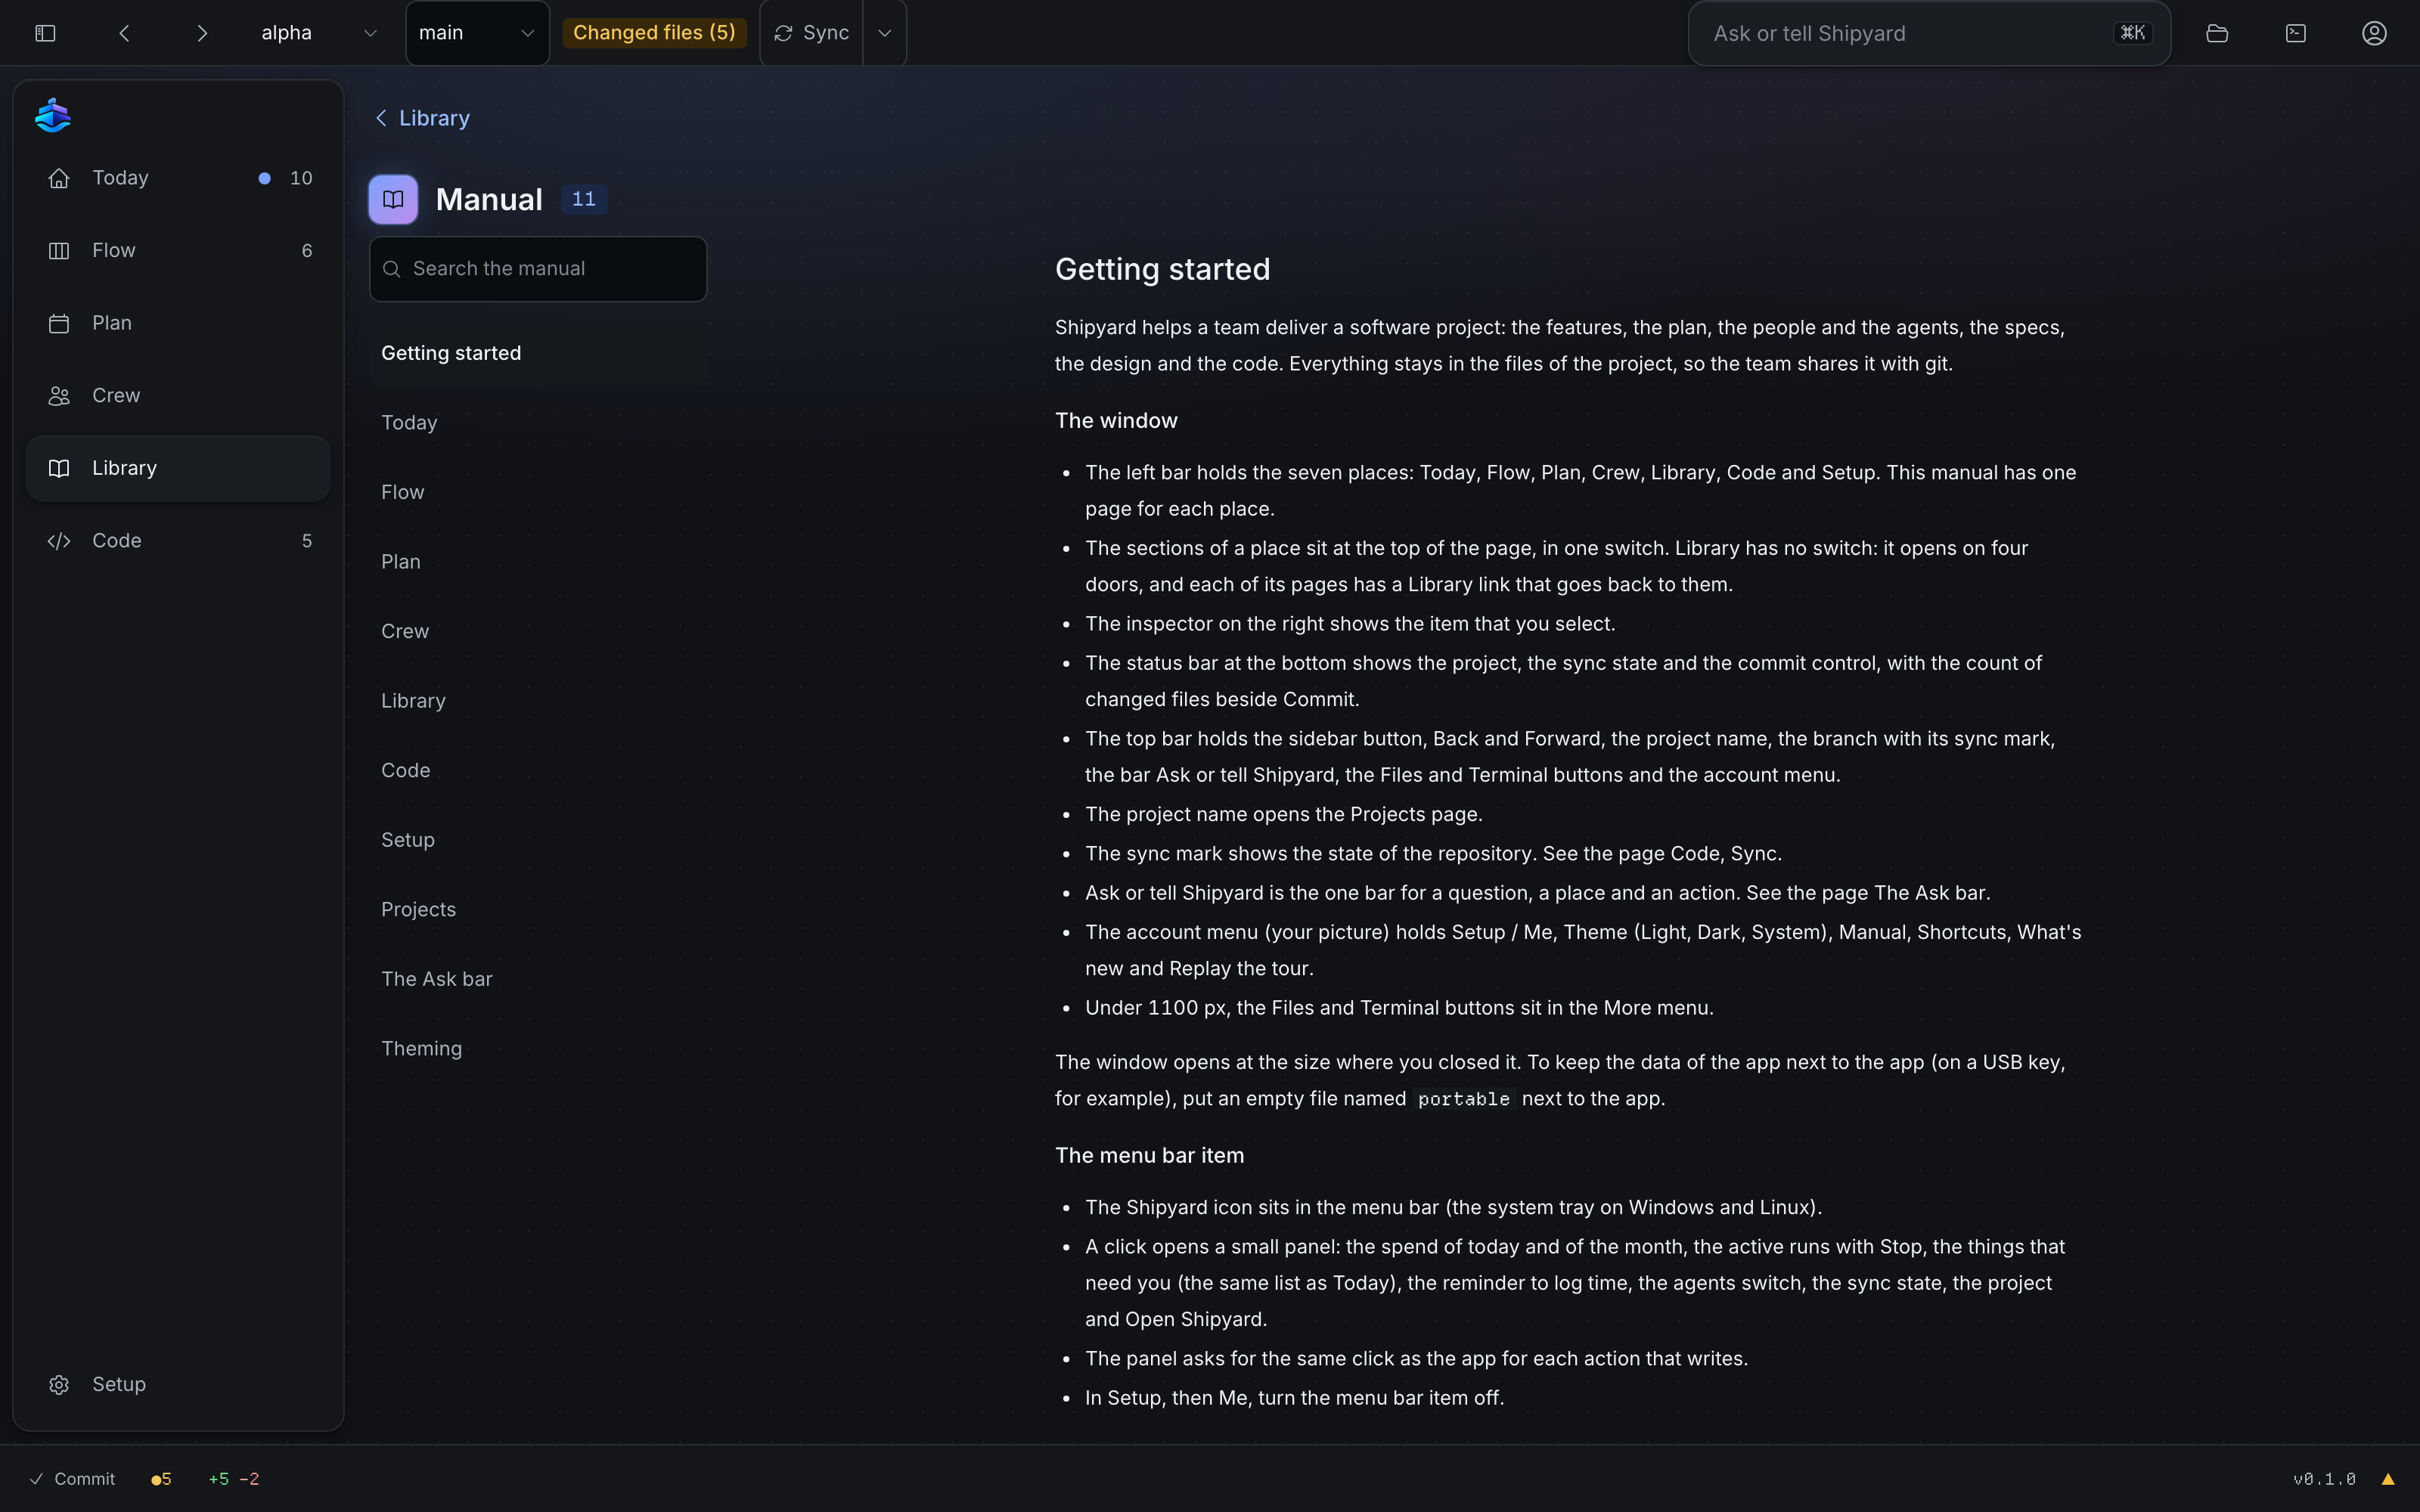 alpha
main
Changed files (5)
Sync
Ask or tell Shipyard
⌘K
Today 10
Flow 6
Plan
Crew
Library
Code 5
Setup
Library
Manual 11
Search the manual
Getting started
Today
Flow
Plan
Crew
Library
Code
Setup
Projects
The Ask bar
Theming
Getting started
Shipyard helps a team deliver a software project: the features, the plan, the people and the agents, the specs,
the design and the code. Everything stays in the files of the project, so the team shares it with git.
The window
• The left bar holds the seven places: Today, Flow, Plan, Crew, Library, Code and Setup. This manual has one
page for each place.
• The sections of a place sit at the top of the page, in one switch. Library has no switch: it opens on four
doors, and each of its pages has a Library link that goes back to them.
• The inspector on the right shows the item that you select.
• The status bar at the bottom shows the project, the sync state and the commit control, with the count of
changed files beside Commit.
• The top bar holds the sidebar button, Back and Forward, the project name, the branch with its sync mark,
the bar Ask or tell Shipyard, the Files and Terminal buttons and the account menu.
• The project name opens the Projects page.
• The sync mark shows the state of the repository. See the page Code, Sync.
• Ask or tell Shipyard is the one bar for a question, a place and an action. See the page The Ask bar.
• The account menu (your picture) holds Setup / Me, Theme (Light, Dark, System), Manual, Shortcuts, What's
new and Replay the tour.
• Under 1100 px, the Files and Terminal buttons sit in the More menu.
The window opens at the size where you closed it. To keep the data of the app next to the app (on a USB key,
for example), put an empty file named portable next to the app.
The menu bar item
• The Shipyard icon sits in the menu bar (the system tray on Windows and Linux).
• A click opens a small panel: the spend of today and of the month, the active runs with Stop, the things that
need you (the same list as Today), the reminder to log time, the agents switch, the sync state, the project
and Open Shipyard.
• The panel asks for the same click as the app for each action that writes.
• In Setup, then Me, turn the menu bar item off.
Commit 5 +5 -2
v0.1.0